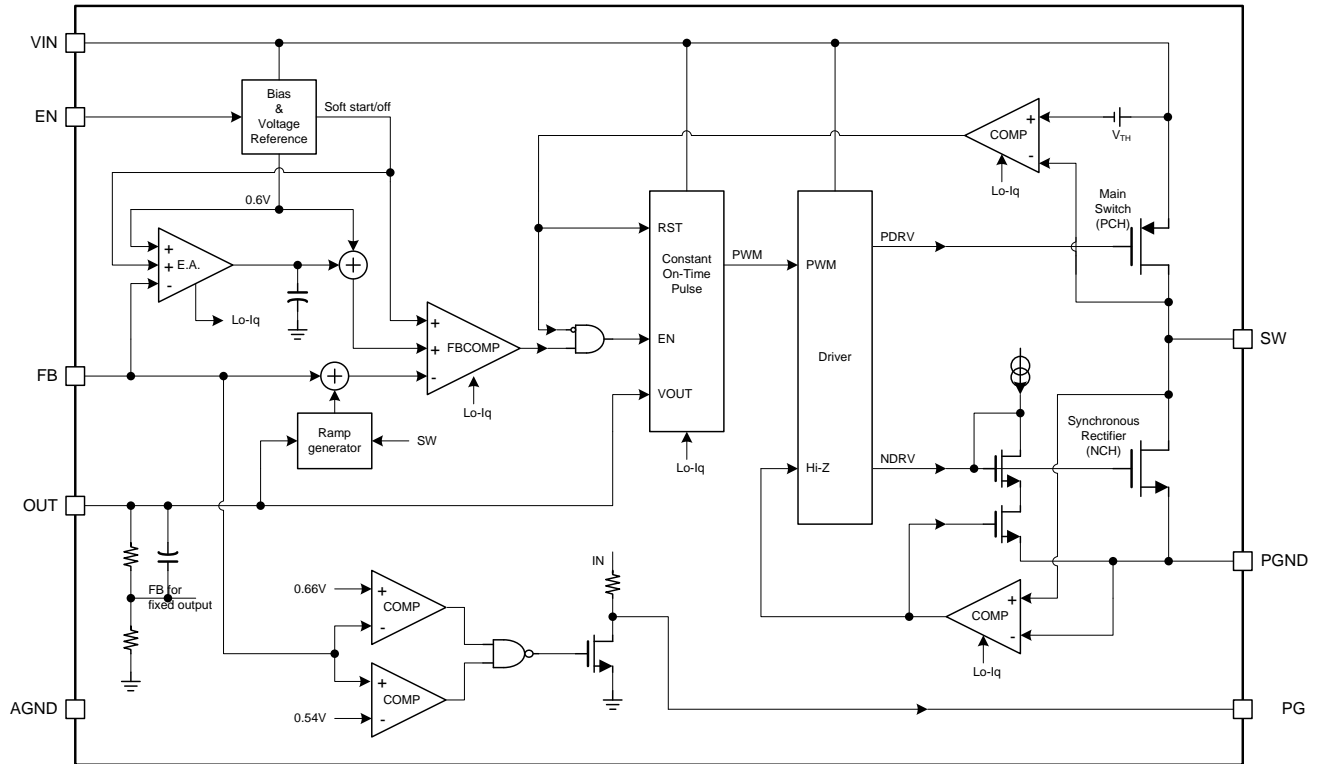 VIN
EN
FB
OUT
AGND
Bias
&
Voltage
Reference
Soft start/off
0.6V
+
+
-
E.A.
Lo-Iq
+
+
+
+
-
FBCOMP
Lo-Iq
Ramp
generator
SW
RST
Constant
On-Time
Pulse
EN
VOUT
Lo-Iq
PWM
PWM
Driver
Hi-Z
PDRV
NDRV
+
-
COMP
Lo-Iq
VTH
Main
Switch
(PCH)
Synchronous
Rectifier
(NCH)
+
-
COMP
Lo-Iq
FB for
fixed output
0.66V
+
-
COMP
+
-
COMP
0.54V
IN
SW
PGND
PG